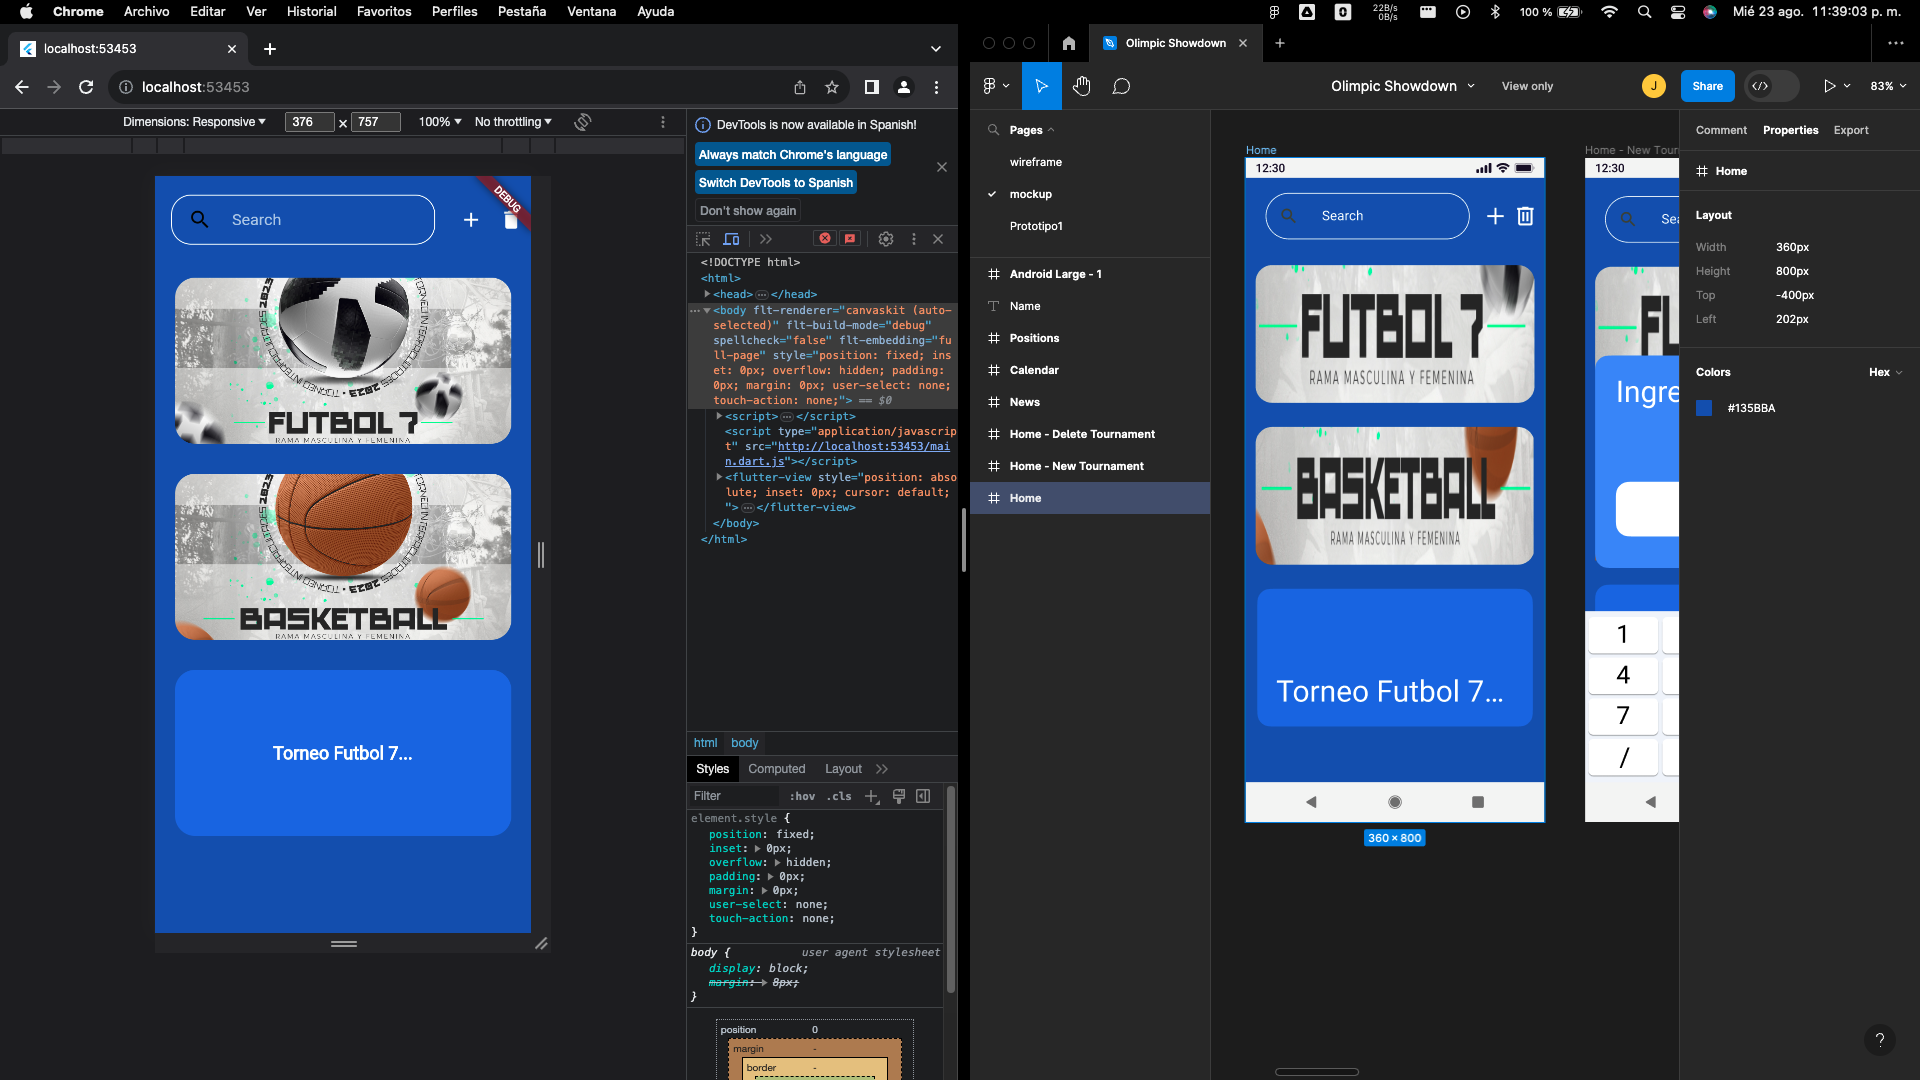 Chrome Archivo Editar Ver Historial Favoritos Perfiles Pestaña Ventana Ayuda
22B/s
0B/s
100 % Mié 23 ago. 11:39:03 p. m.
localhost:53453
localhost:53453
Dimensions: Responsive 376 × 757 100% No throttling
DevTools is now available in Spanish!
Always match Chrome's language
Switch DevTools to Spanish
Don't show again
Search
DEBUG
FUTBOL 7
RAMA MASCULINA Y FEMENINA
BASKETBALL
RAMA MASCULINA Y FEMENINA
Torneo Futbol 7...
<!DOCTYPE html>
<html>
<head> … </head>
<body flt-renderer="canvaskit (auto-
selected)" flt-build-mode="debug"
spellcheck="false" flt-embedding="fu
ll-page" style="position: fixed; ins
et: 0px; overflow: hidden; padding:
0px; margin: 0px; user-select: none;
touch-action: none;"> == $0
<script> … </script>
<script type="application/javascrip
t" src="http://localhost:53453/mai
n.dart.js"></script>
<flutter-view style="position: abso
lute; inset: 0px; cursor: default;
"> … </flutter-view>
</body>
</html>
html body
Styles Computed Layout
Filter :hov .cls
element.style {
position: fixed;
inset: 0px;
overflow: hidden;
padding: 0px;
margin: 0px;
user-select: none;
touch-action: none;
}
body { user agent stylesheet
display: block;
margin: 8px;
}
position 0
margin -
border -
Olimpic Showdown
Olimpic Showdown View only
J Share 83%
Pages
wireframe
mockup
Prototipo1
Android Large - 1
Name
Positions
Calendar
News
Home - Delete Tournament
Home - New Tournament
Home
Home
12:30
Search
FUTBOL 7
RAMA MASCULINA Y FEMENINA
BASKETBALL
RAMA MASCULINA Y FEMENINA
Torneo Futbol 7...
360 × 800
Home - New Tour
12:30
Sea
FU
Ingre
1
4
7
/
Comment Properties Export
Home
Layout
Width 360px
Height 800px
Top -400px
Left 202px
Colors Hex
#135BBA
?